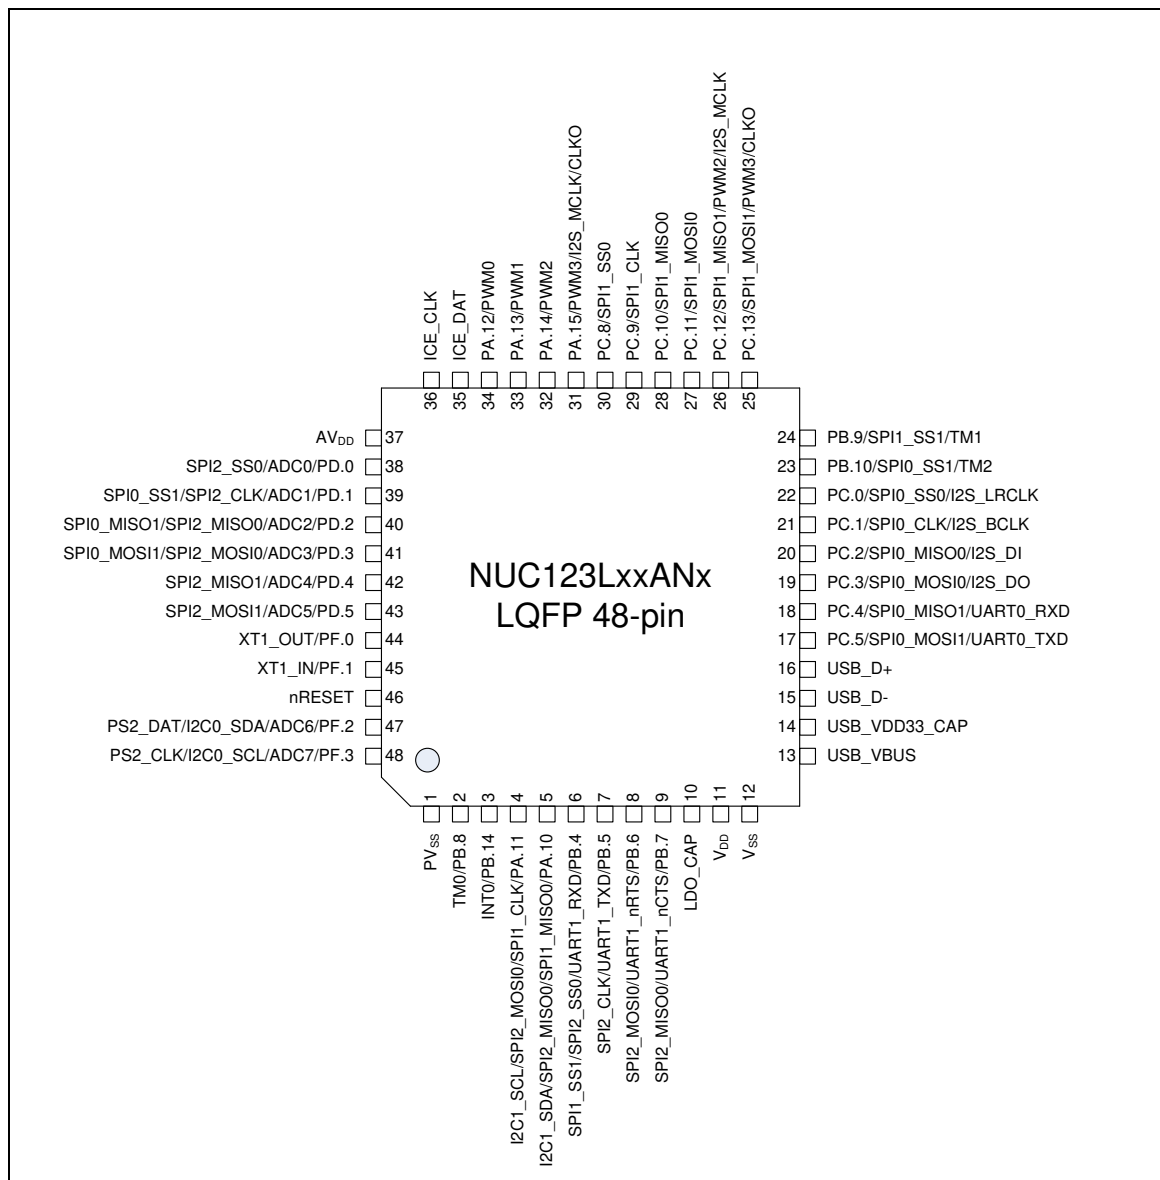 ICE_CLK
ICE_DAT
PA.12/PWM0
PA.13/PWM1
PA.14/PWM2
PA.15/PWM3/I2S_MCLK/CLKO
PC.8/SPI1_SS0
PC.9/SPI1_CLK
PC.10/SPI1_MISO0
PC.11/SPI1_MOSI0
PC.12/SPI1_MISO1/PWM2/I2S_MCLK
PC.13/SPI1_MOSI1/PWM3/CLKO
36
35
34
33
32
31
30
29
28
27
26
25
AVDD 37
SPI2_SS0/ADC0/PD.0 38
SPI0_SS1/SPI2_CLK/ADC1/PD.1 39
SPI0_MISO1/SPI2_MISO0/ADC2/PD.2 40
SPI0_MOSI1/SPI2_MOSI0/ADC3/PD.3 41
SPI2_MISO1/ADC4/PD.4 42
SPI2_MOSI1/ADC5/PD.5 43
XT1_OUT/PF.0 44
XT1_IN/PF.1 45
nRESET 46
PS2_DAT/I2C0_SDA/ADC6/PF.2 47
PS2_CLK/I2C0_SCL/ADC7/PF.3 48
NUC123LxxANx
LQFP 48-pin
24 PB.9/SPI1_SS1/TM1
23 PB.10/SPI0_SS1/TM2
22 PC.0/SPI0_SS0/I2S_LRCLK
21 PC.1/SPI0_CLK/I2S_BCLK
20 PC.2/SPI0_MISO0/I2S_DI
19 PC.3/SPI0_MOSI0/I2S_DO
18 PC.4/SPI0_MISO1/UART0_RXD
17 PC.5/SPI0_MOSI1/UART0_TXD
16 USB_D+
15 USB_D-
14 USB_VDD33_CAP
13 USB_VBUS
1
2
3
4
5
6
7
8
9
10
11
12
PVSS
TM0/PB.8
INT0/PB.14
I2C1_SCL/SPI2_MOSI0/SPI1_CLK/PA.11
I2C1_SDA/SPI2_MISO0/SPI1_MISO0/PA.10
SPI1_SS1/SPI2_SS0/UART1_RXD/PB.4
SPI2_CLK/UART1_TXD/PB.5
SPI2_MOSI0/UART1_nRTS/PB.6
SPI2_MISO0/UART1_nCTS/PB.7
LDO_CAP
VDD
VSS